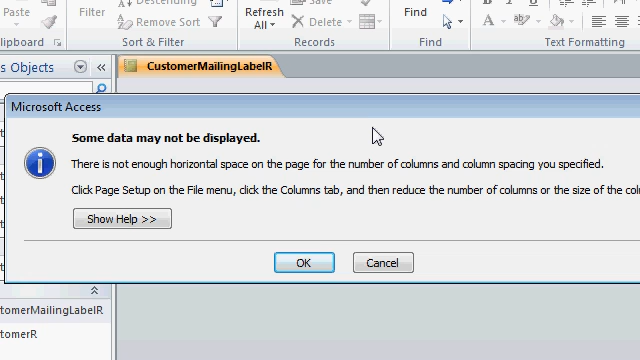 Descending
Save
Remove Sort
Refresh
All
Delete
Find
lipboard
Sort & Filter
Records
Find
Text Formatting
s Objects
CustomerMailingLabelR
Microsoft Access
Some data may not be displayed.
There is not enough horizontal space on the page for the number of columns and column spacing you specified.
Click Page Setup on the File menu, click the Columns tab, and then reduce the number of columns or the size of the colu
Show Help >>
OK Cancel
tomerMailingLabelR
tomerR